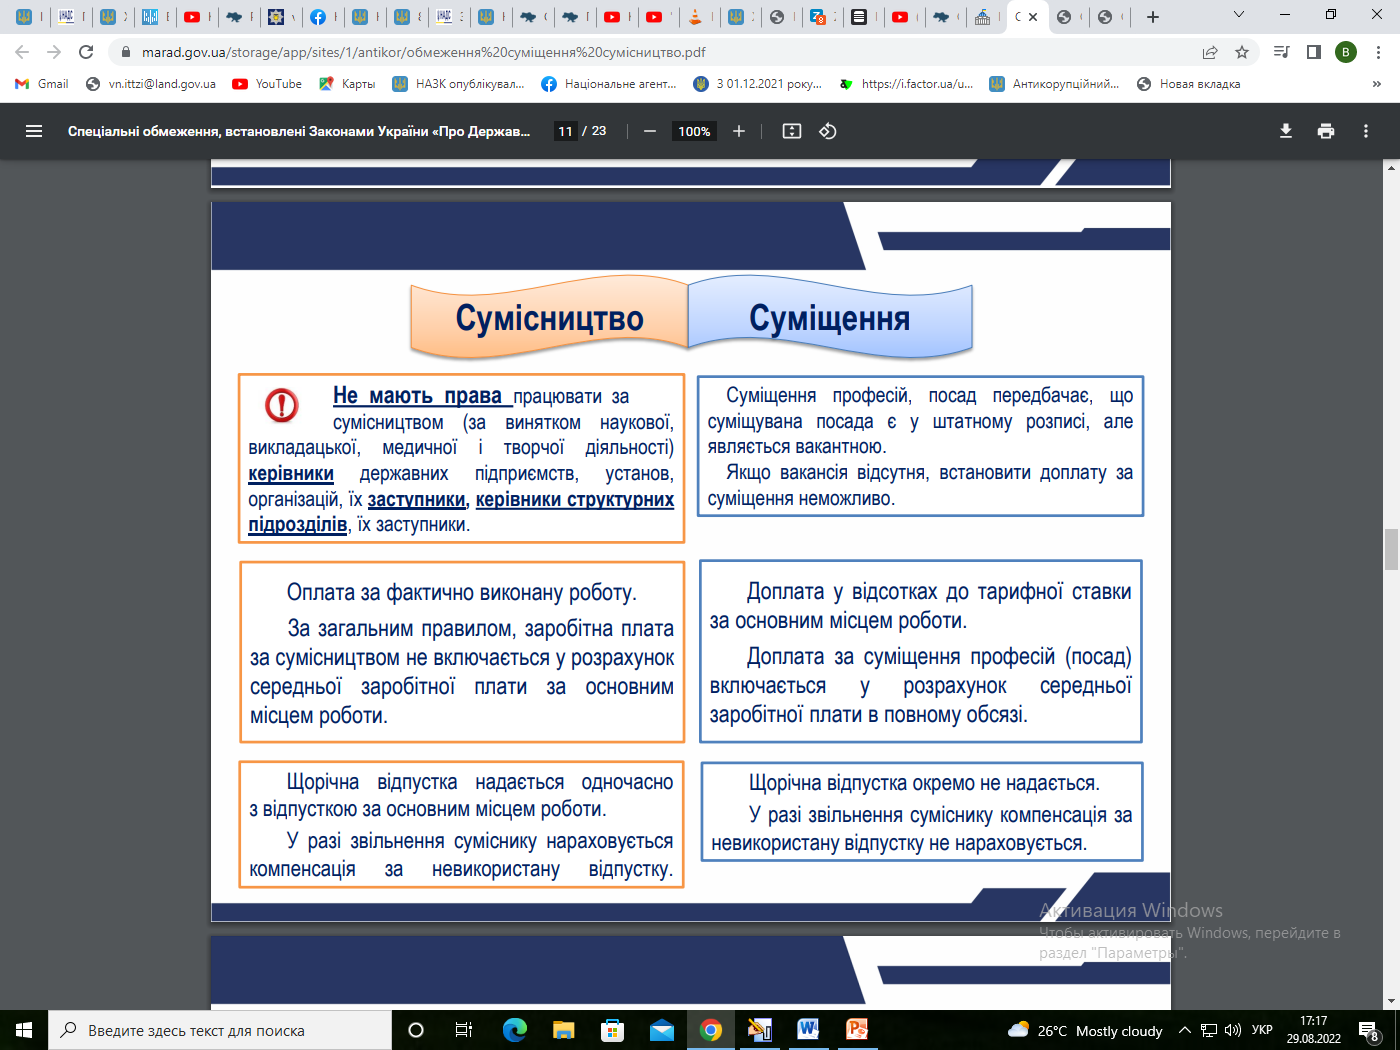 marad.gov.ua/storage/app/sites/1/antikor/обмеження%20суміщення%20сумісництво.pdf
B
Gmail
vn.ittzi@land.gov.ua
YouTube
Карты
НАЗК опублікувал...
Національне агент...
З 01.12.2021 року...
https://i.factor.ua/u...
Антикорупційний...
Новая вкладка
»
Спеціальні обмеження, встановлені Законами України «Про Держав...
11 / 23
100%
Сумісництво
Суміщення
Не мають права працювати за
сумісництвом (за винятком наукової,
викладацької, медичної і творчої діяльності)
керівники державних підприємств, установ,
організацій, їх заступники, керівники структурних
підрозділів, їх заступники.
Суміщення професій, посад передбачає, що
суміщувана посада є у штатному розписі, але
являється вакантною.
Якщо вакансія відсутня, встановити доплату за
суміщення неможливо.
Оплата за фактично виконану роботу.
За загальним правилом, заробітна плата
за сумісництвом не включається у розрахунок
середньої заробітної плати за основним
місцем роботи.
Доплата у відсотках до тарифної ставки
за основним місцем роботи.
Доплата за суміщення професій (посад)
включається у розрахунок середньої
заробітної плати в повному обсязі.
Щорічна відпустка надається одночасно
з відпусткою за основним місцем роботи.
У разі звільнення суміснику нараховується
компенсація за невикористану відпустку.
Щорічна відпустка окремо не надається.
У разі звільнення суміснику компенсація за
невикористану відпустку не нараховується.
Активация Windows
Чтобы активировать Windows, перейдите в
раздел "Параметры".
Введите здесь текст для поиска
26°C Mostly cloudy
УКР
17:17
29.08.2022
8